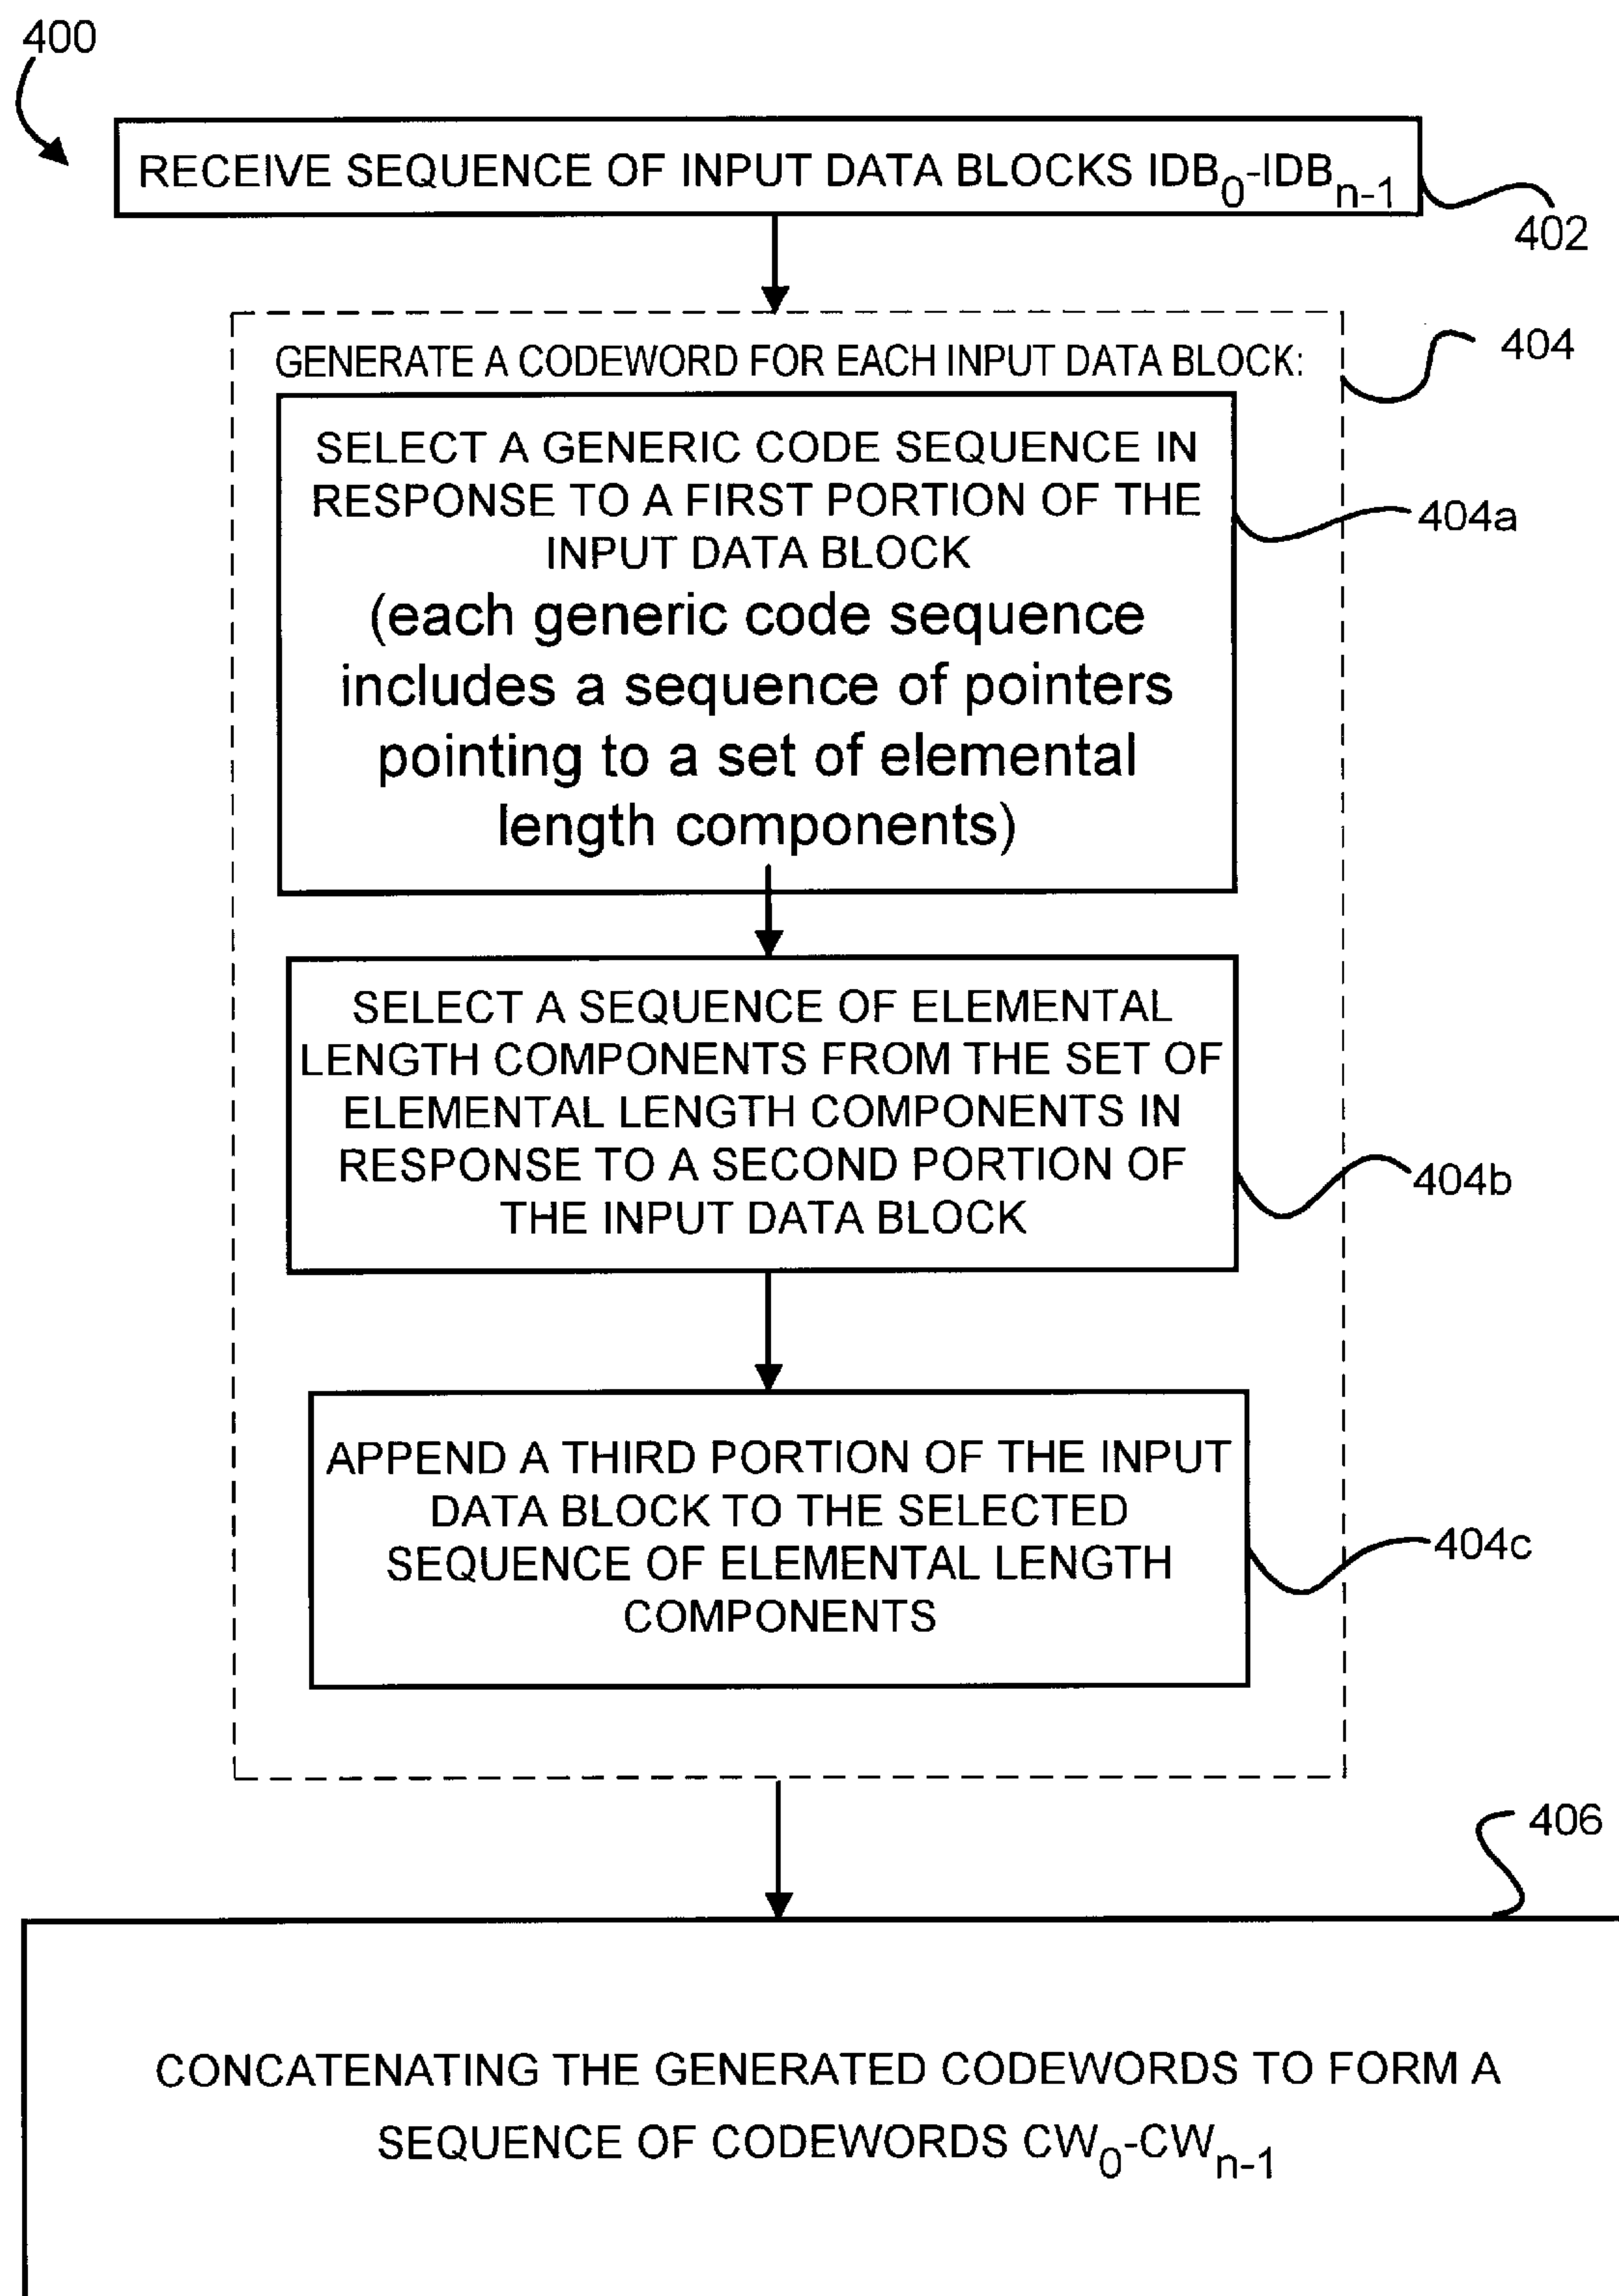 400
RECEIVE SEQUENCE OF INPUT DATA BLOCKS IDB0-IDBn-1
402
GENERATE A CODEWORD FOR EACH INPUT DATA BLOCK:
404
SELECT A GENERIC CODE SEQUENCE IN
RESPONSE TO A FIRST PORTION OF THE
INPUT DATA BLOCK
(each generic code sequence
includes a sequence of pointers
pointing to a set of elemental
length components)
404a
SELECT A SEQUENCE OF ELEMENTAL
LENGTH COMPONENTS FROM THE SET OF
ELEMENTAL LENGTH COMPONENTS IN
RESPONSE TO A SECOND PORTION OF
THE INPUT DATA BLOCK
404b
APPEND A THIRD PORTION OF THE INPUT
DATA BLOCK TO THE SELECTED
SEQUENCE OF ELEMENTAL LENGTH
COMPONENTS
404c
406
CONCATENATING THE GENERATED CODEWORDS TO FORM A
SEQUENCE OF CODEWORDS CW0-CWn-1